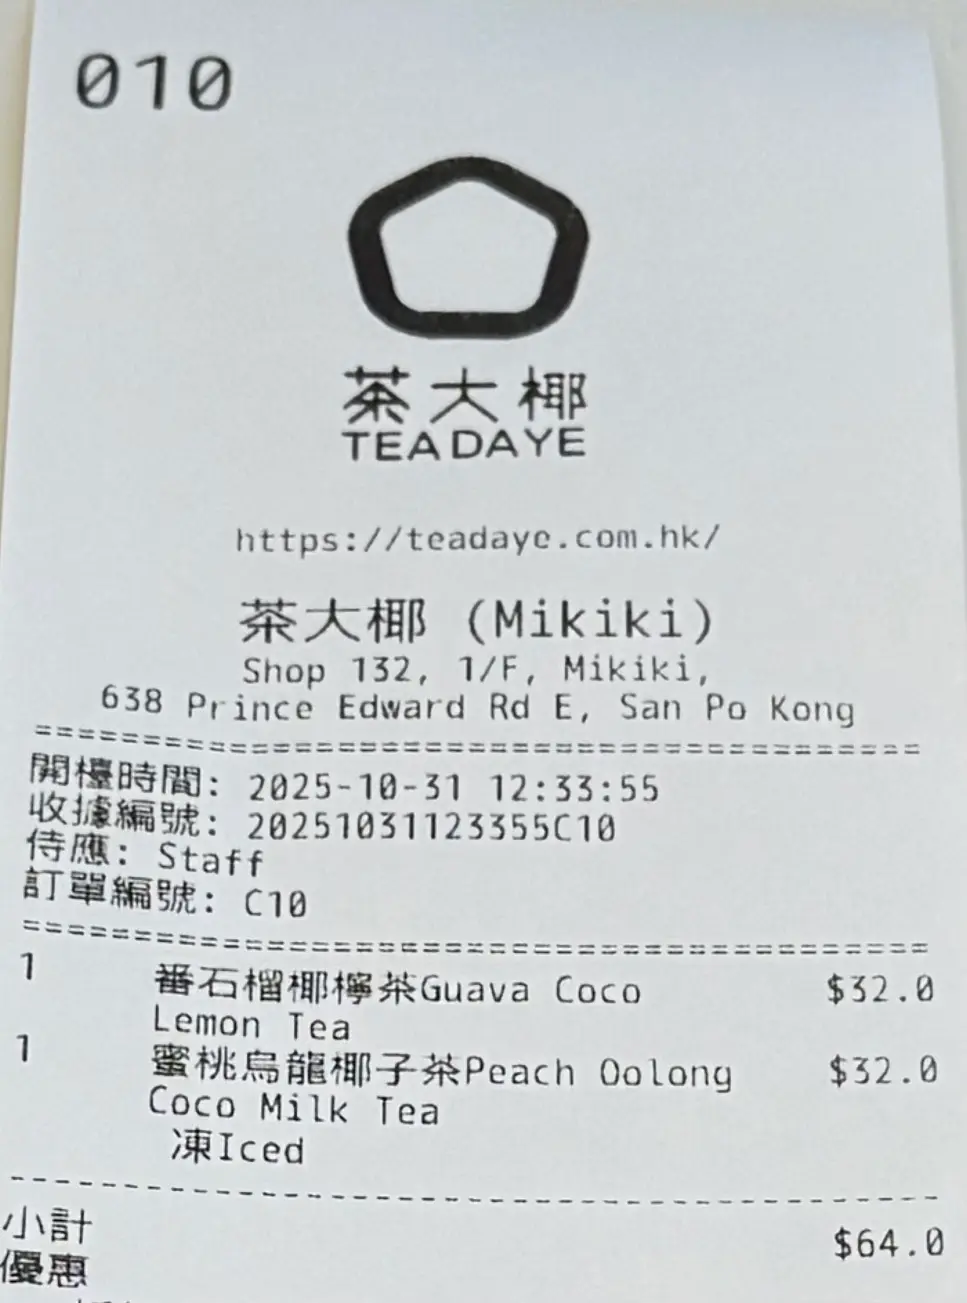 010
茶大椰
TEA DAYE
https://teadaye.com.hk/
茶大椰 (Mikiki)
Shop 132, 1/F, Mikiki,
638 Prince Edward Rd E, San Po Kong
========================================
開檯時間: 2025-10-31 12:33:55
收據編號: 20251031123355C10
侍應: Staff
訂單編號: C10
========================================
1 番石榴椰檸茶Guava Coco $32.0
Lemon Tea
1 蜜桃烏龍椰子茶Peach Oolong $32.0
Coco Milk Tea
凍Iced
----------------------------------------
小計 $64.0
優惠